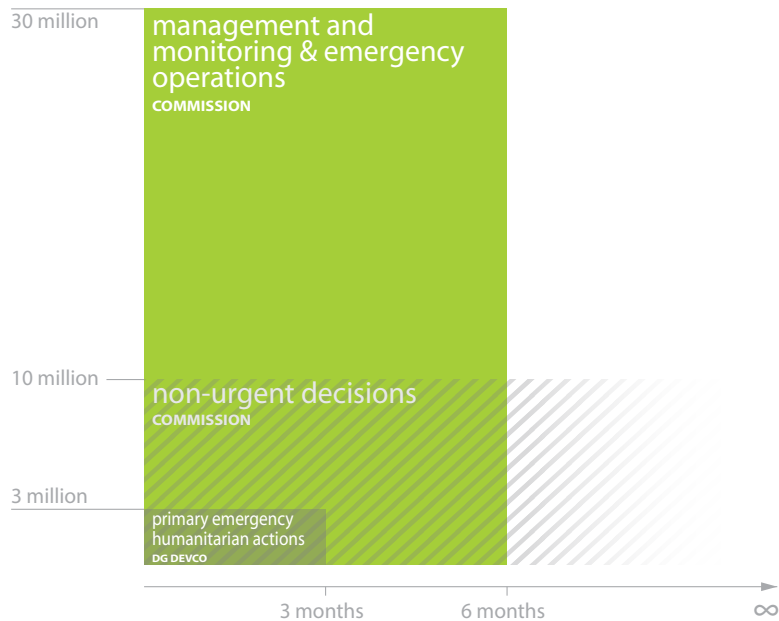 30 million
management and
monitoring & emergency
operations
COMMISSION
10 million
non-urgent decisions
COMMISSION
3 million
primary emergency
humanitarian actions
DG DEVCO
3 months
6 months
∞